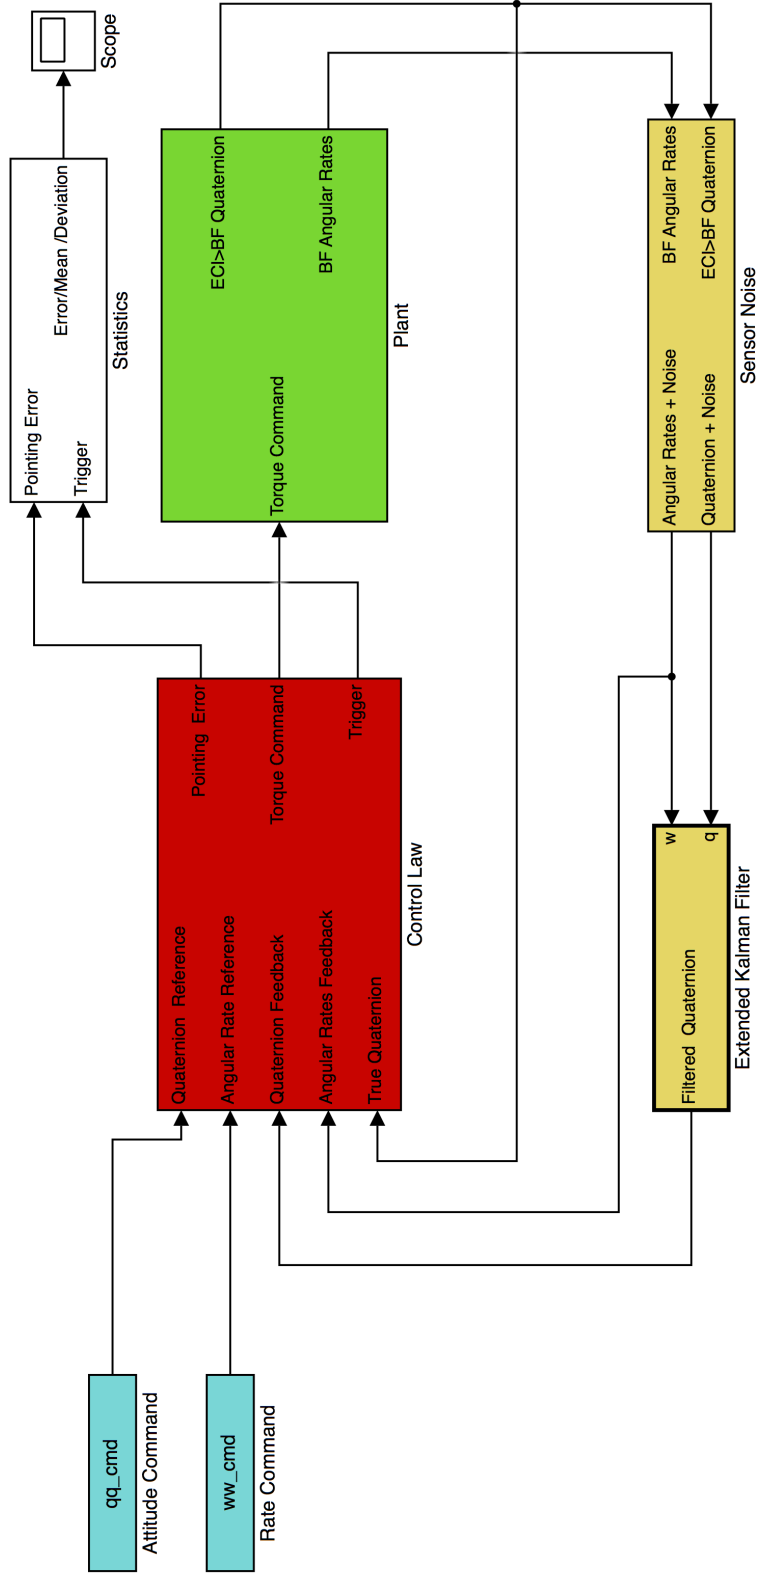 qq_cmd
Attitude Command
ww_cmd
Rate Command
Quaternion Reference
Angular Rate Reference
Quaternion Feedback
Angular Rates Feedback
True Quaternion
Pointing Error
Torque Command
Trigger
Control Law
Pointing Error
Trigger
Error/Mean /Deviation
Statistics
Scope
Torque Command
ECI>BF Quaternion
BF Angular Rates
Plant
Filtered Quaternion
w
q
Extended Kalman Filter
Angular Rates + Noise
Quaternion + Noise
BF Angular Rates
ECI>BF Quaternion
Sensor Noise